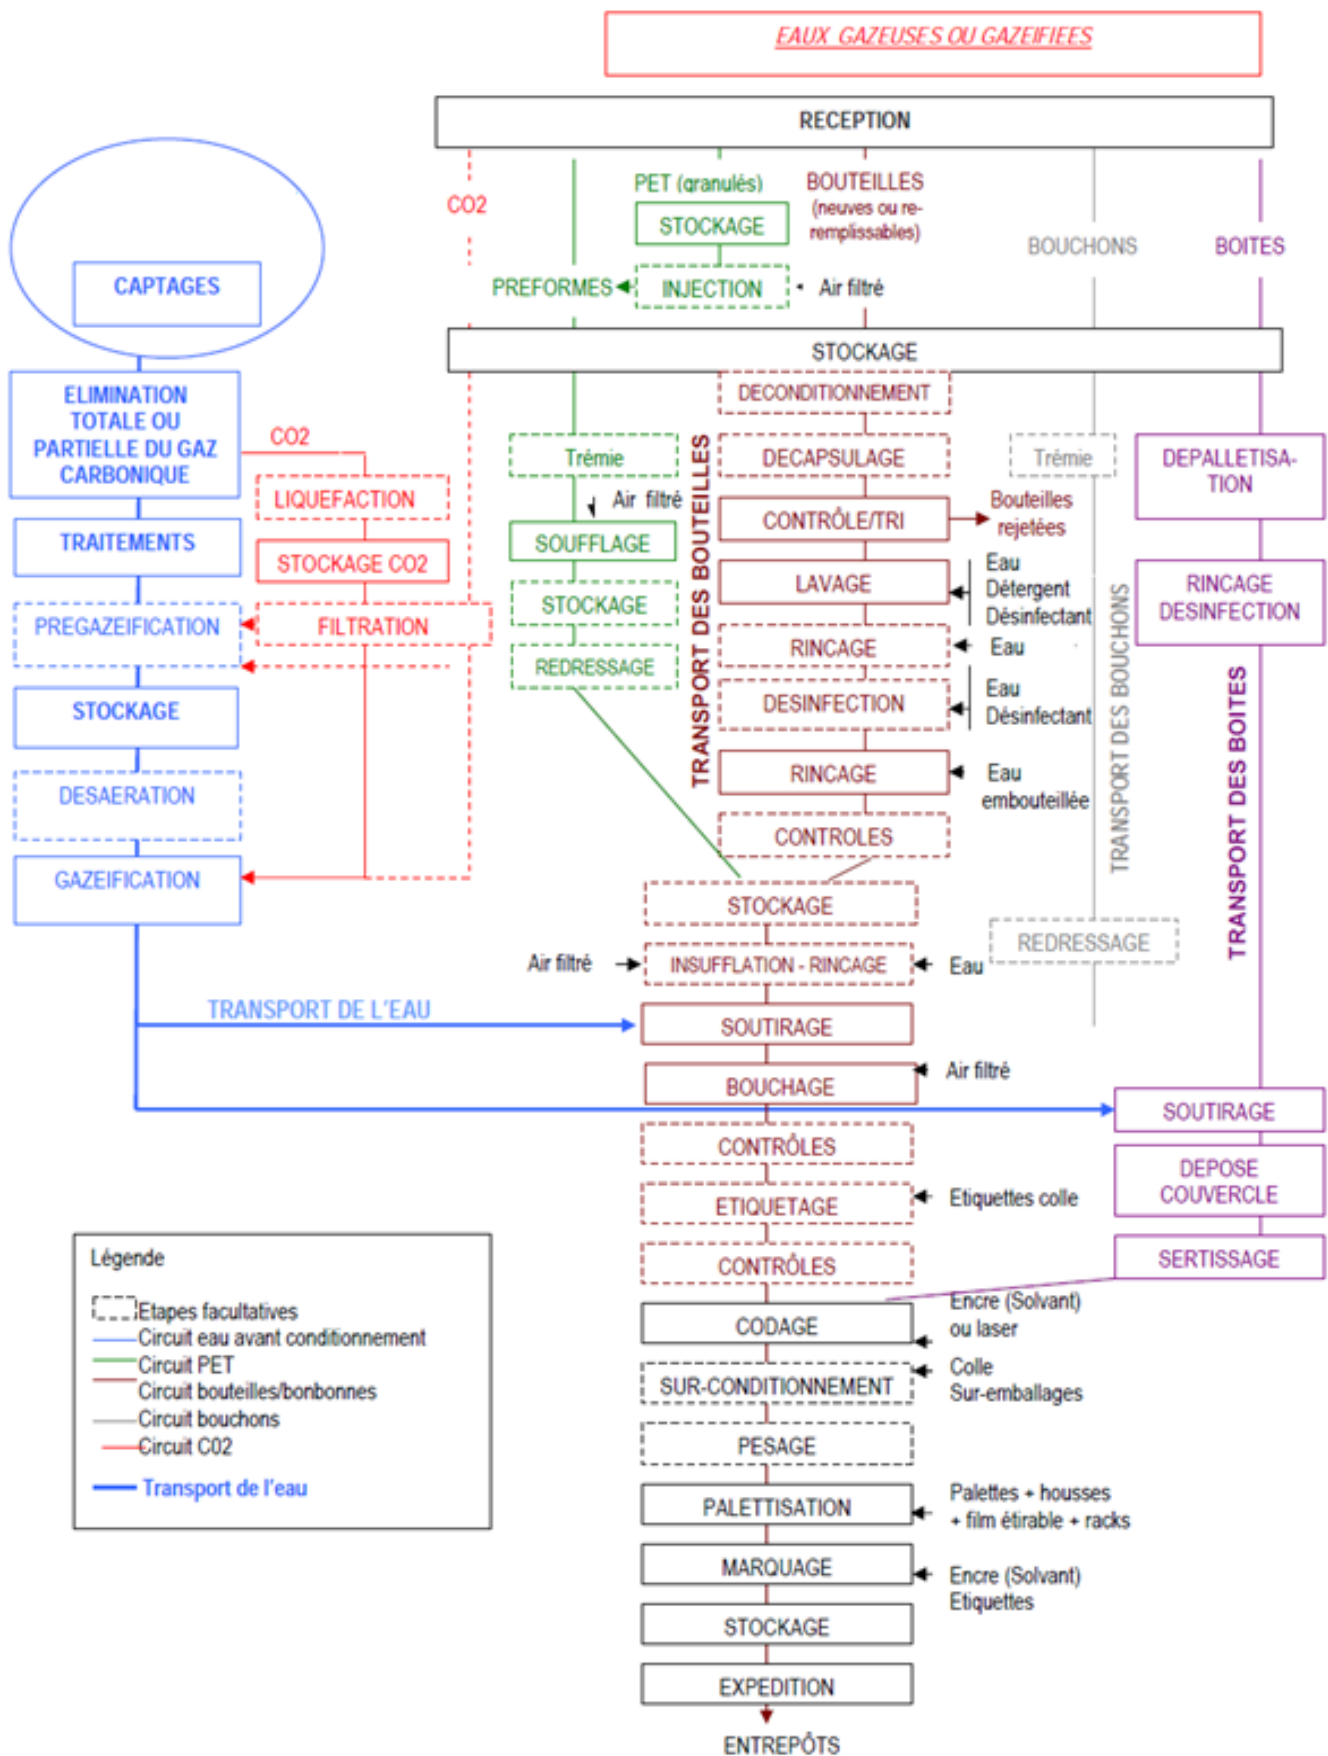 EAUX GAZEUSES OU GAZEIFIEES
RECEPTION
CO2
PET (granulés)
STOCKAGE
PREFORMES
INJECTION
Air filtré
BOUTEILLES
(neuves ou re-
remplissables)
BOUCHONS
BOITES
CAPTAGES
STOCKAGE
ELIMINATION
TOTALE OU
PARTIELLE DU GAZ
CARBONIQUE
CO2
LIQUEFACTION
TRAITEMENTS
STOCKAGE CO2
PREGAZEIFICATION
FILTRATION
STOCKAGE
DESAERATION
GAZEIFICATION
Trémie
Air filtré
SOUFFLAGE
STOCKAGE
REDRESSAGE
TRANSPORT DES BOUTEILLES
DECONDITIONNEMENT
DECAPSULAGE
CONTRÔLE/TRI
Bouteilles
rejetées
LAVAGE
Eau
Détergent
Désinfectant
RINCAGE
Eau
DESINFECTION
Eau
Désinfectant
RINCAGE
Eau
embouteillée
CONTROLES
Trémie
TRANSPORT DES BOUCHONS
REDRESSAGE
DEPALLETISA-
TION
RINCAGE
DESINFECTION
TRANSPORT DES BOITES
STOCKAGE
Air filtré
INSUFFLATION - RINCAGE
Eau
TRANSPORT DE L'EAU
SOUTIRAGE
BOUCHAGE
Air filtré
SOUTIRAGE
CONTRÔLES
DEPOSE
COUVERCLE
ETIQUETAGE
Etiquettes colle
CONTRÔLES
SERTISSAGE
CODAGE
Encre (Solvant)
ou laser
SUR-CONDITIONNEMENT
Colle
Sur-emballages
PESAGE
PALETTISATION
Palettes + housses
+ film étirable + racks
MARQUAGE
Encre (Solvant)
Etiquettes
STOCKAGE
EXPEDITION
ENTREPÔTS
Légende
Etapes facultatives
Circuit eau avant conditionnement
Circuit PET
Circuit bouteilles/bonbonnes
Circuit bouchons
Circuit C02
Transport de l'eau